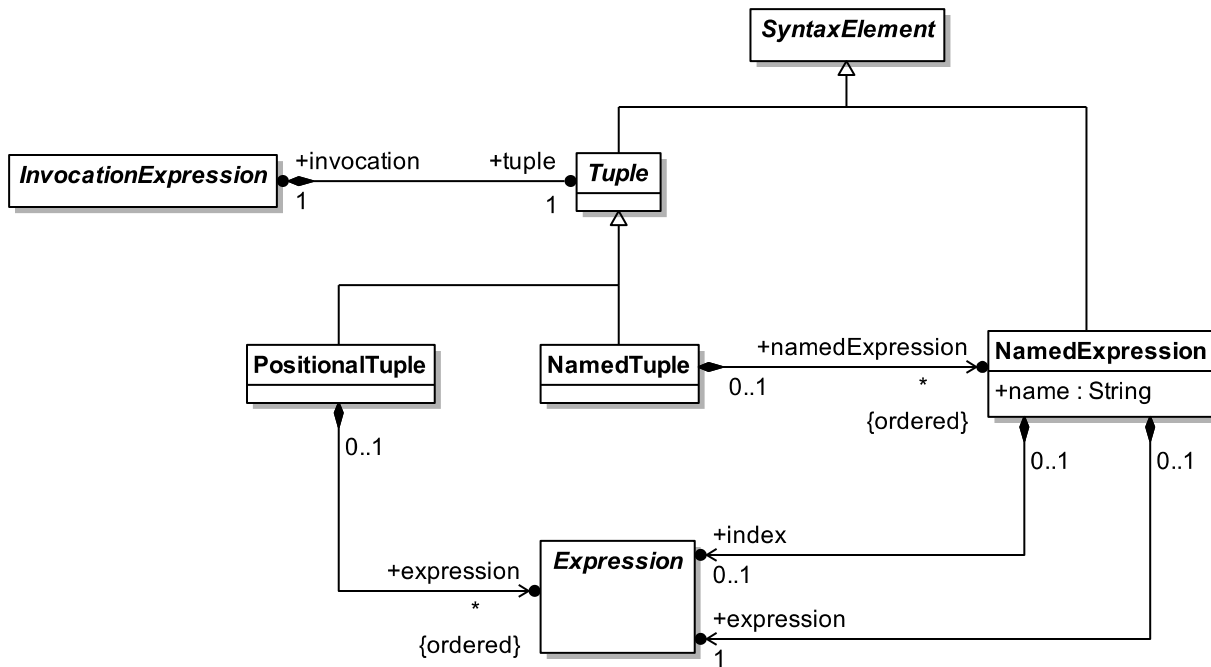 SyntaxElement
+invocation
+tuple
InvocationExpression
Tuple
1
1
PositionalTuple
NamedTuple
+namedExpression
NamedExpression
0..1
*
+name : String
{ordered}
0..1
0..1
0..1
+index
Expression
0..1
+expression
*
+expression
{ordered}
1